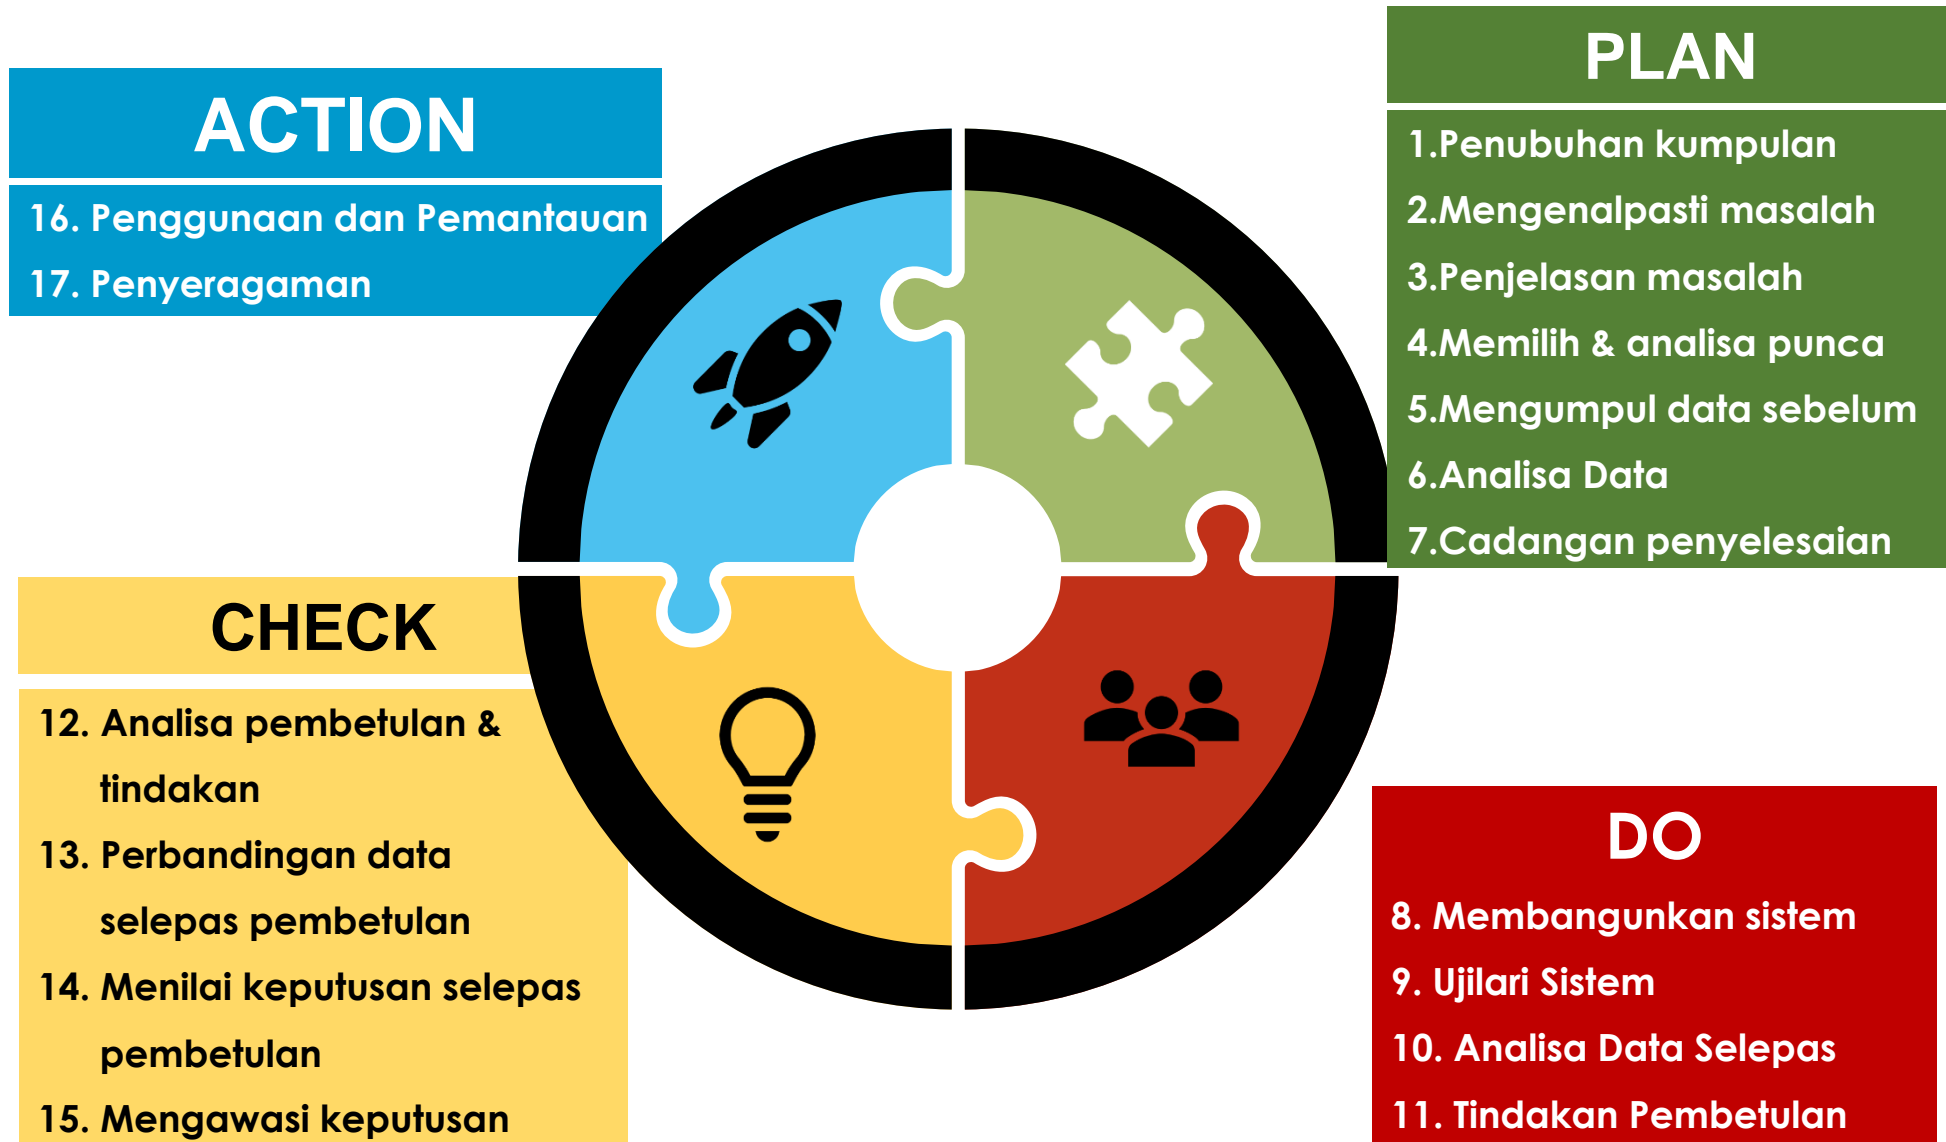 ACTION
16. Penggunaan dan Pemantauan
17. Penyeragaman
PLAN
1.Penubuhan kumpulan
2.Mengenalpasti masalah
3.Penjelasan masalah
4.Memilih & analisa punca
5.Mengumpul data sebelum
6.Analisa Data
7.Cadangan penyelesaian
CHECK
12. Analisa pembetulan &
tindakan
13. Perbandingan data
selepas pembetulan
14. Menilai keputusan selepas
pembetulan
15. Mengawasi keputusan
DO
8. Membangunkan sistem
9. Ujilari Sistem
10. Analisa Data Selepas
11. Tindakan Pembetulan